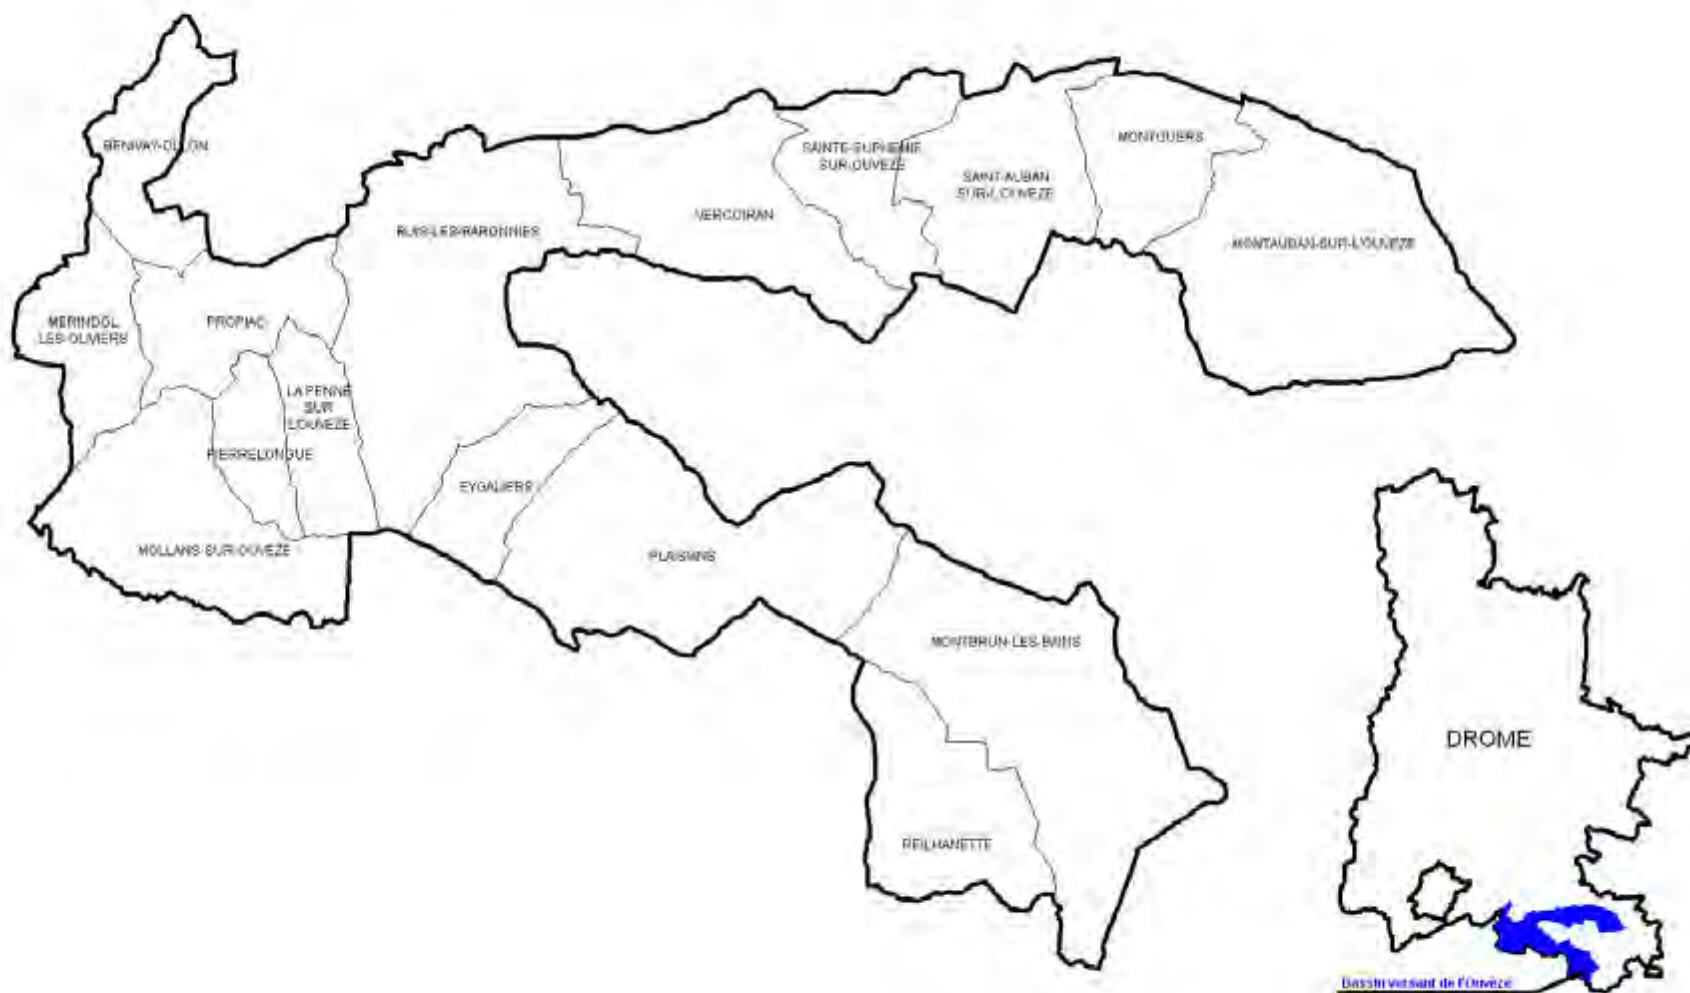 BENIVAY-OLLON
SAINTE-EUPHEMIE
SUR-OUVEZE
MONTGUERS
SAINT-AUBAN
SUR-L'OUVEZE
VERCOIRAN
BUIS-LES-BARONNIES
MONTAUBAN-SUR-L'OUVEZE
MERINDOL
LES-OLIVIERS
PROPIAC
LA PENNE
SUR
L'OUVEZE
PIERRELONGUE
EYGALIERS
MOLLANS-SUR-OUVEZE
PLAISIANS
MONTBRUN-LES-BAINS
REILHANETTE
DROME
Bassin versant de l'Ouvèze